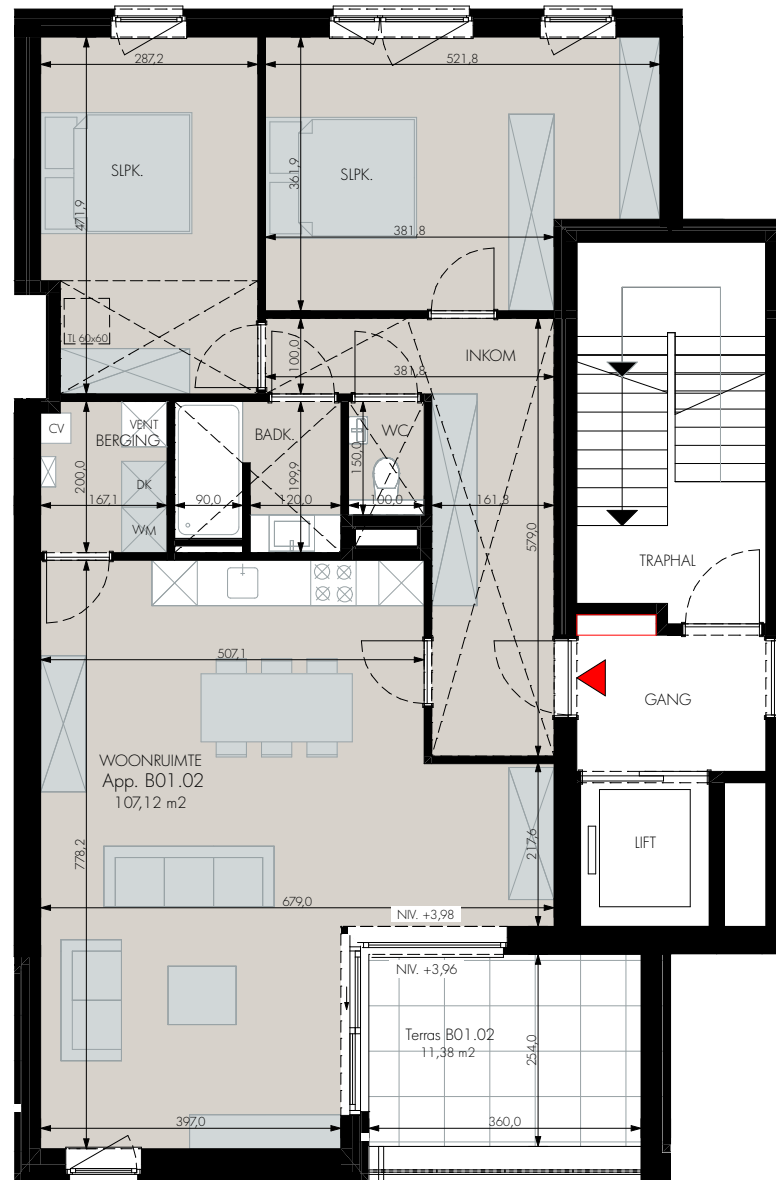 287,2
521,8
SLPK.
SLPK.
471,9
361,9
381,8
TL 60x60
100,0
INKOM
381,8
CV
VENT
BERGING
DK
WM
200,0
167,1
BADK.
90,0
199,9
120,0
WC
150,0
100,0
161,3
579,0
TRAPHAL
507,1
GANG
WOONRUIMTE
App. B01.02
107,12 m2
778,2
LIFT
217,6
679,0
NIV. +3,98
NIV. +3,96
Terras B01.02
11,38 m2
254,0
397,0
360,0